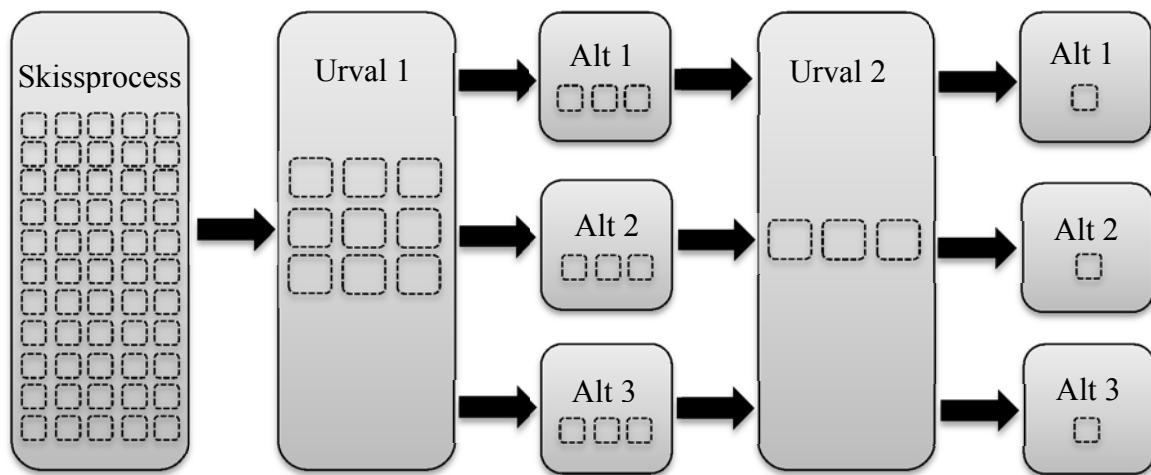 Skissprocess
Urval 1
Alt 1
Alt 2
Alt 3
Urval 2
Alt 1
Alt 2
Alt 3